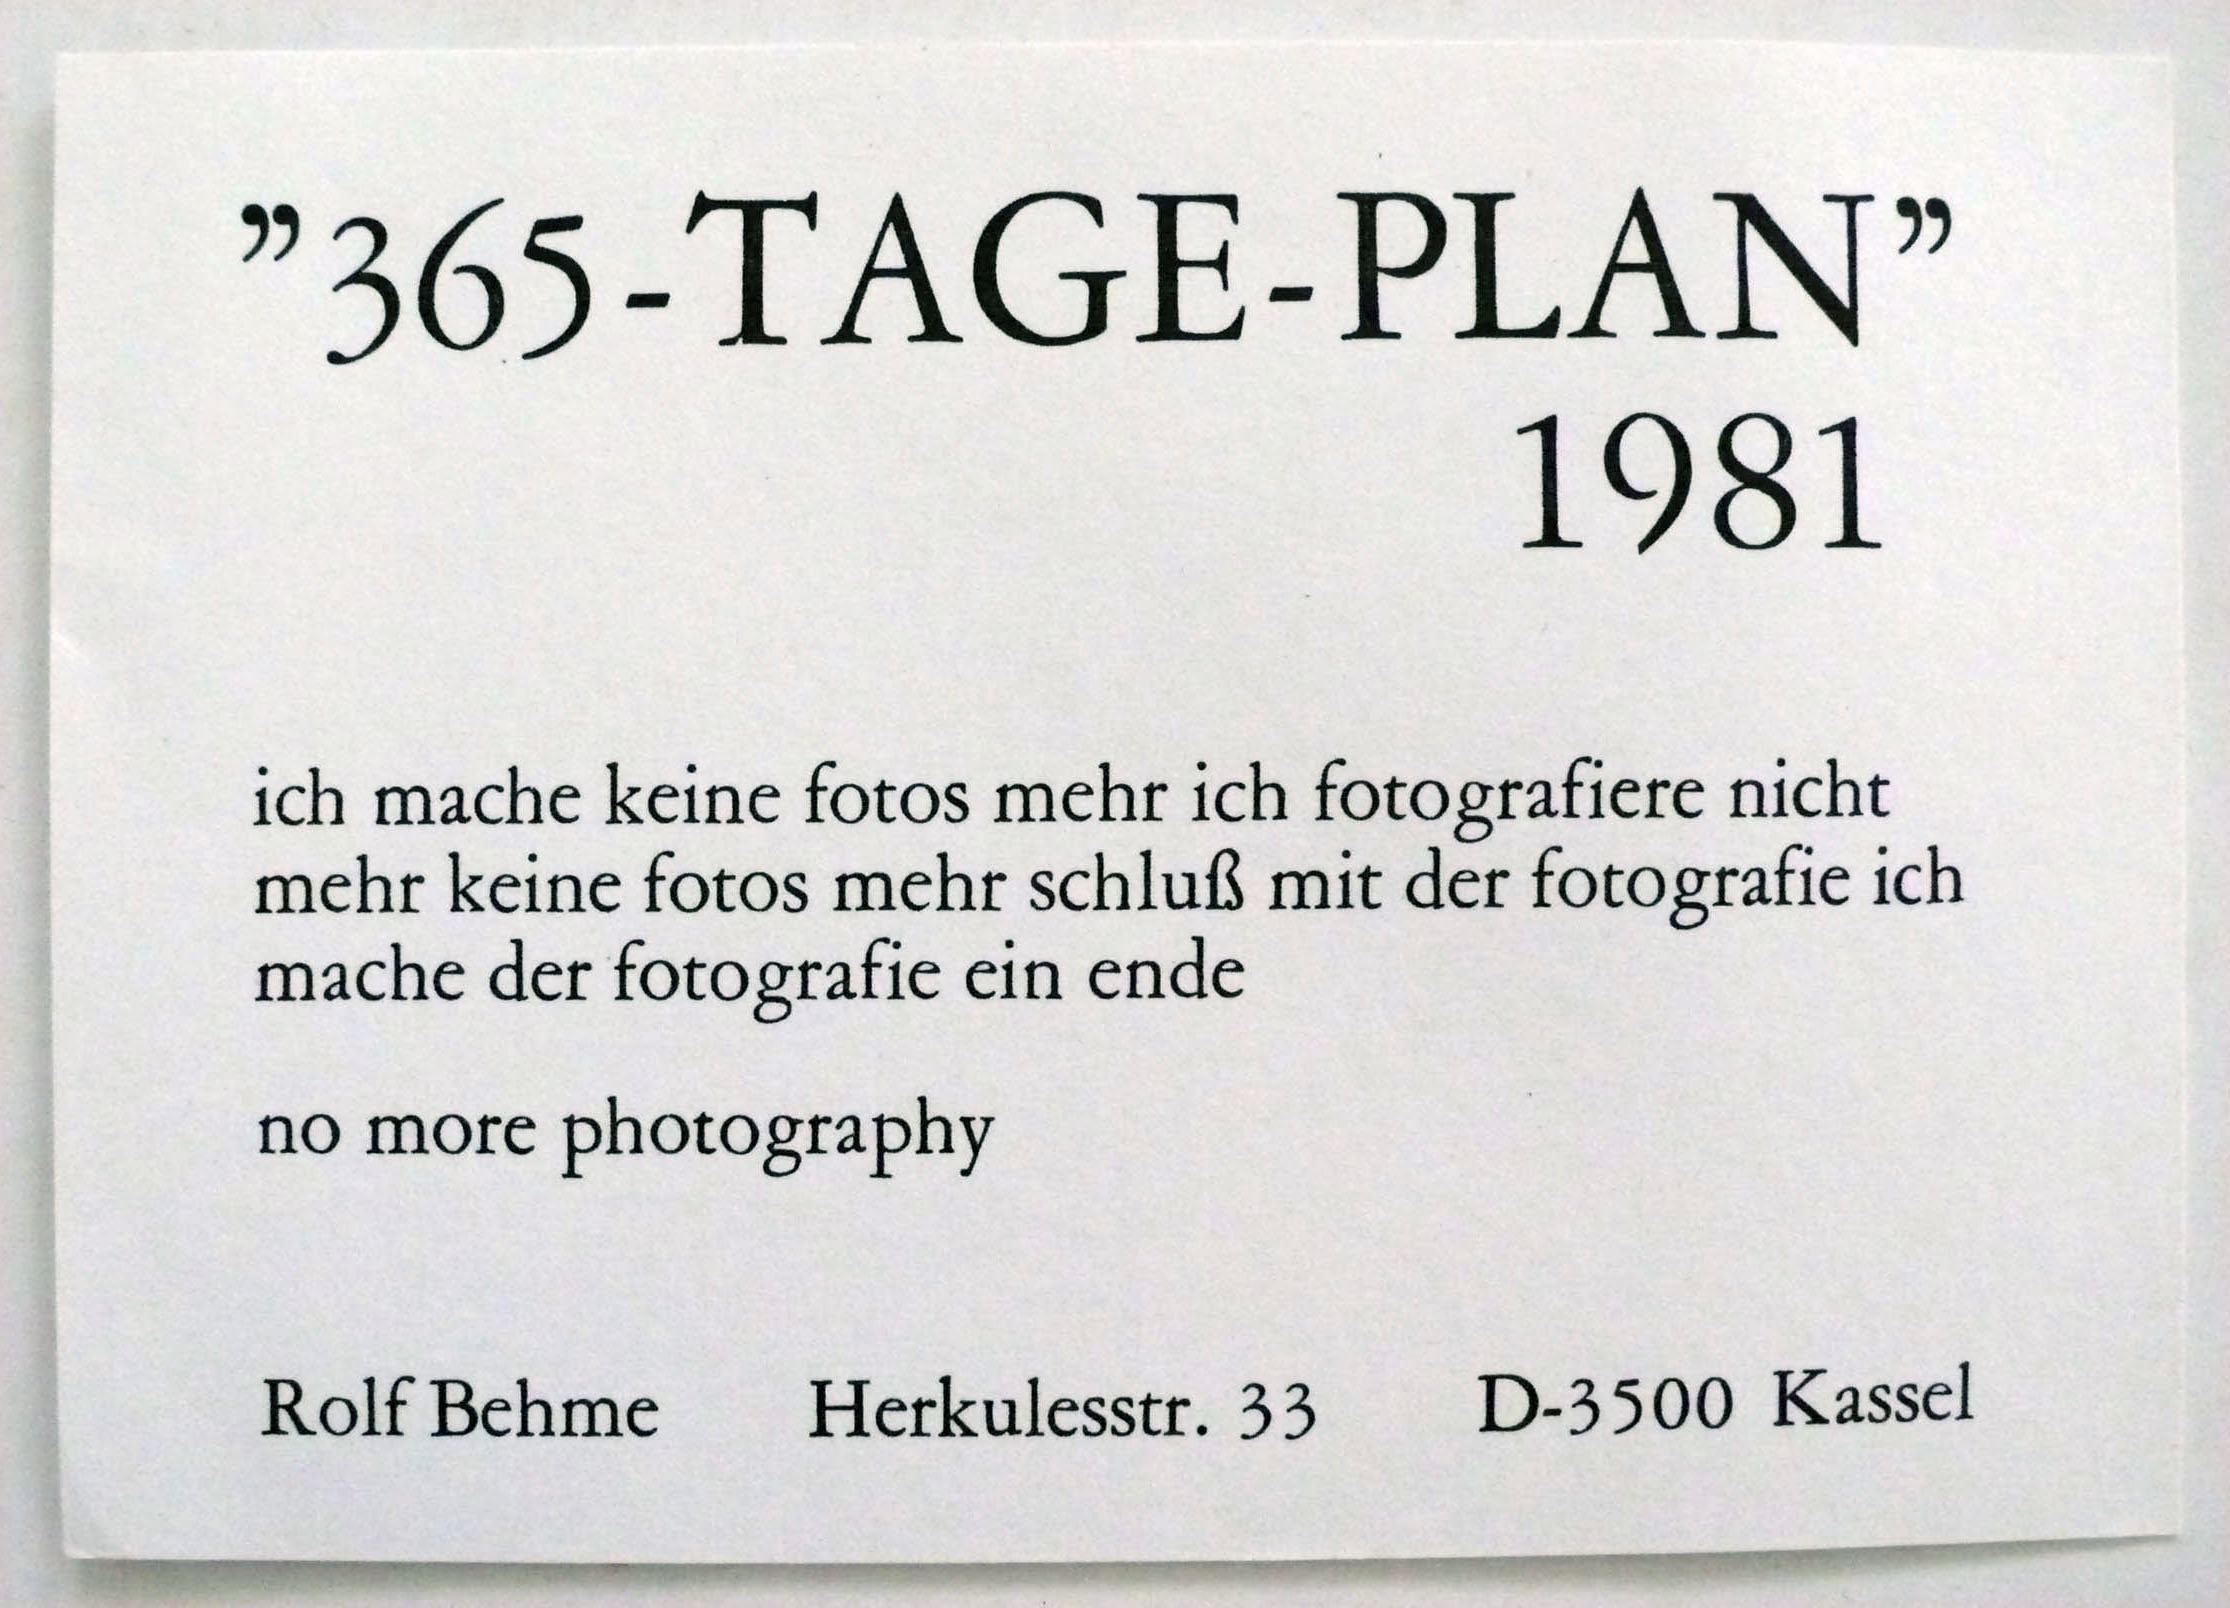 ”365-TAGE-PLAN”
1981
ich mache keine fotos mehr ich fotografiere nicht
mehr keine fotos mehr schluß mit der fotografie ich
mache der fotografie ein ende
no more photography
Rolf Behme Herkulesstr. 33 D-3500 Kassel